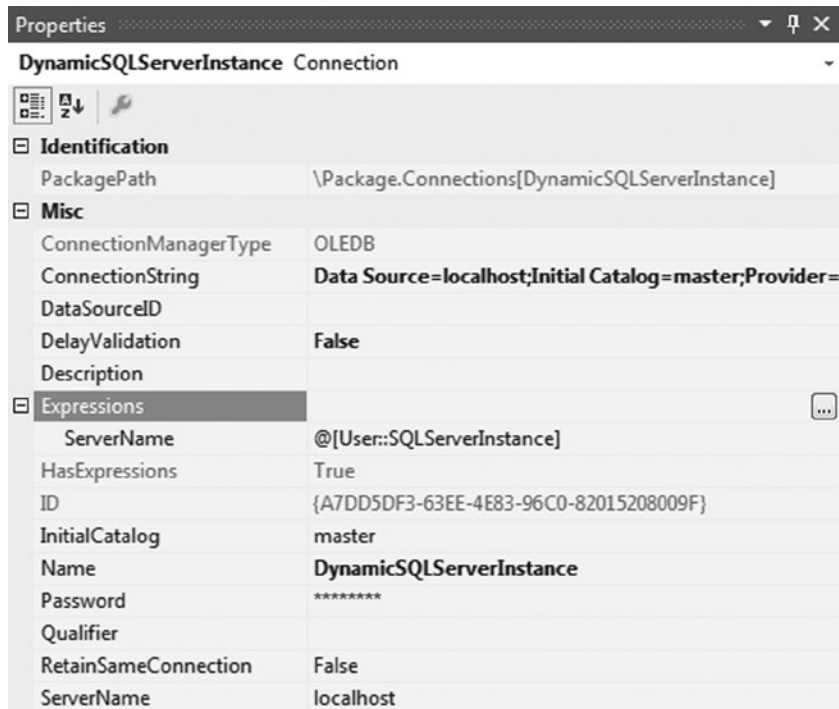 Properties
DynamicSQLServerInstance Connection
Identification
PackagePath \Package.Connections[DynamicSQLServerInstance]
Misc
ConnectionManagerType OLEDB
ConnectionString Data Source=localhost;Initial Catalog=master;Provider=
DataSourceID
DelayValidation False
Description
Expressions ...
ServerName @[User::SQLServerInstance]
HasExpressions True
ID {A7DD5DF3-63EE-4E83-96C0-82015208009F}
InitialCatalog master
Name DynamicSQLServerInstance
Password ********
Qualifier
RetainSameConnection False
ServerName localhost